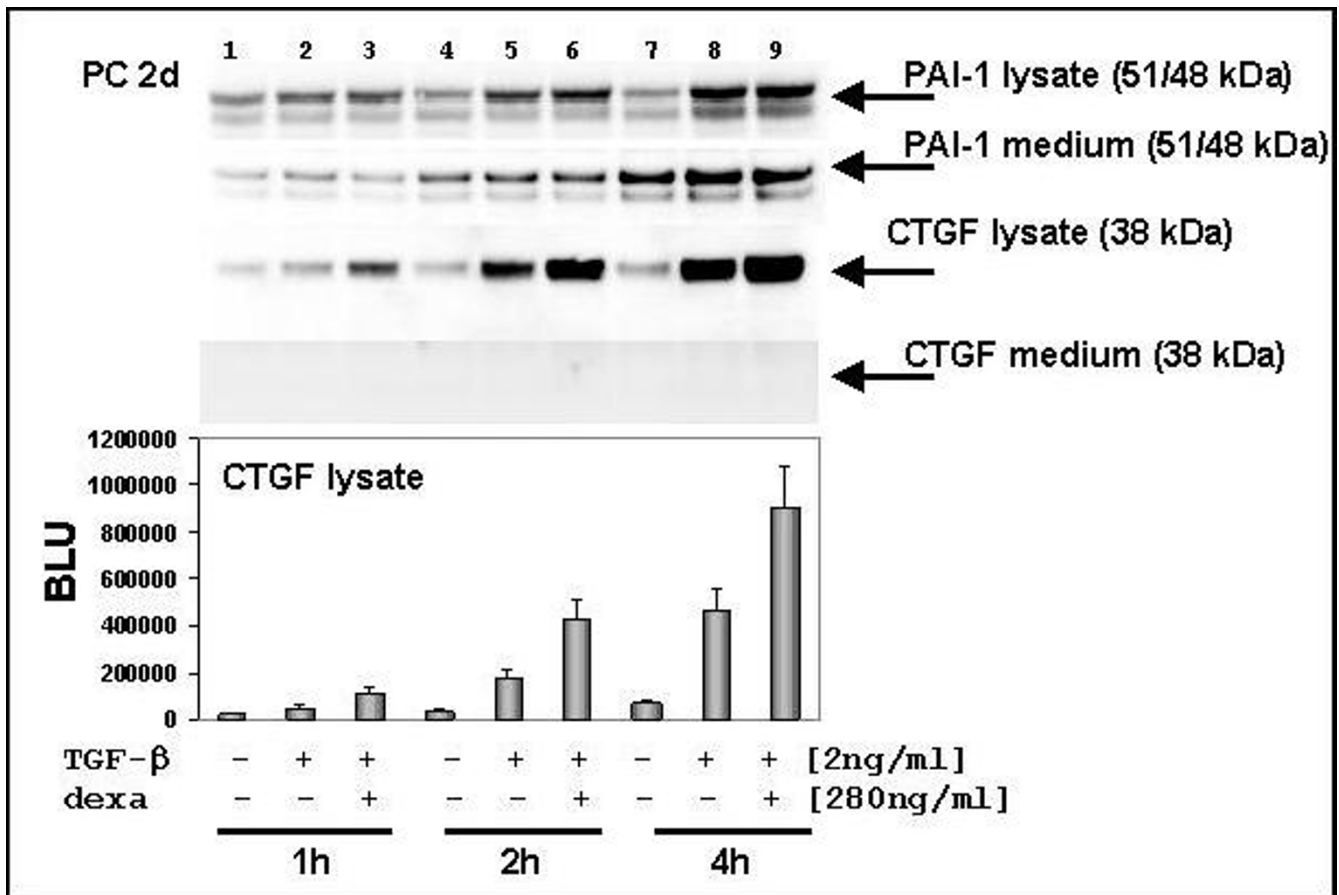 1 2 3 4 5 6 7 8 9
PC 2d
PAI-1 lysate (51/48 kDa)
PAI-1 medium (51/48 kDa)
CTGF lysate (38 kDa)
CTGF medium (38 kDa)
CTGF lysate
BLU
1200000
1000000
800000
600000
400000
200000
0
TGF-β - + + - + + - + + [2ng/ml]
dexa - - + - - + - - + [280ng/ml]
1h 2h 4h